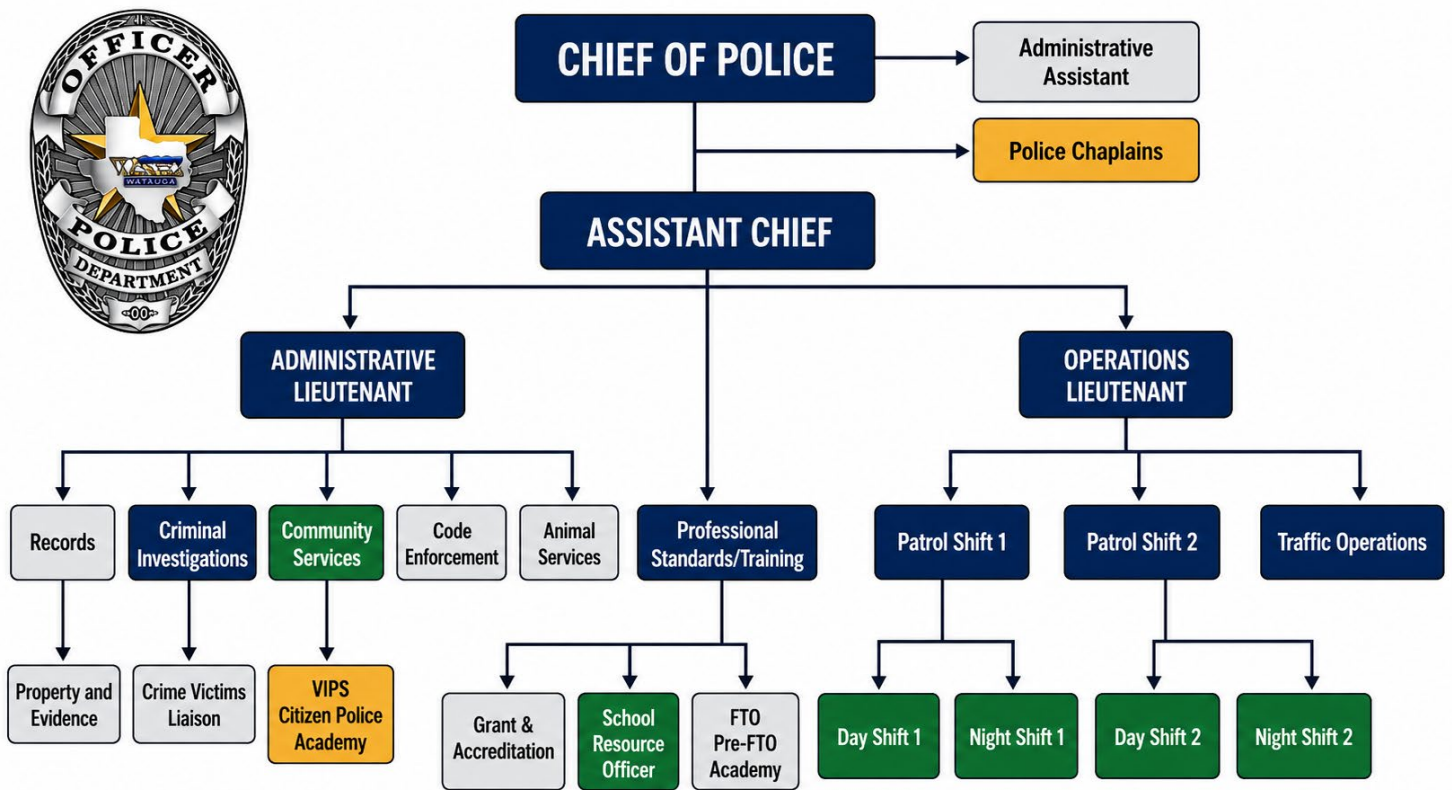 OFFICER
WATAUGA
POLICE
DEPARTMENT
00
CHIEF OF POLICE
Administrative
Assistant
Police Chaplains
ASSISTANT CHIEF
ADMINISTRATIVE
LIEUTENANT
OPERATIONS
LIEUTENANT
Records
Criminal
Investigations
Community
Services
Code
Enforcement
Animal
Services
Professional
Standards/Training
Patrol Shift 1
Patrol Shift 2
Traffic Operations
Property and
Evidence
Crime Victims
Liaison
VIPS
Citizen Police
Academy
Grant &
Accreditation
School
Resource
Officer
FTO
Pre-FTO
Academy
Day Shift 1
Night Shift 1
Day Shift 2
Night Shift 2